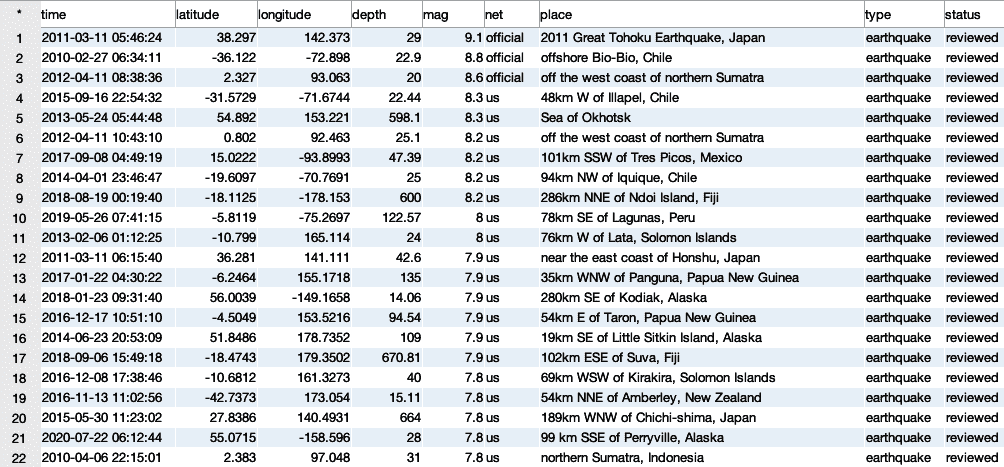 * time latitude longitude depth mag net place type status
1 2011-03-11 05:46:24 38.297 142.373 29 9.1 official 2011 Great Tohoku Earthquake, Japan earthquake reviewed
2 2010-02-27 06:34:11 -36.122 -72.898 22.9 8.8 official offshore Bio-Bio, Chile earthquake reviewed
3 2012-04-11 08:38:36 2.327 93.063 20 8.6 official off the west coast of northern Sumatra earthquake reviewed
4 2015-09-16 22:54:32 -31.5729 -71.6744 22.44 8.3 us 48km W of Illapel, Chile earthquake reviewed
5 2013-05-24 05:44:48 54.892 153.221 598.1 8.3 us Sea of Okhotsk earthquake reviewed
6 2012-04-11 10:43:10 0.802 92.463 25.1 8.2 us off the west coast of northern Sumatra earthquake reviewed
7 2017-09-08 04:49:19 15.0222 -93.8993 47.39 8.2 us 101km SSW of Tres Picos, Mexico earthquake reviewed
8 2014-04-01 23:46:47 -19.6097 -70.7691 25 8.2 us 94km NW of Iquique, Chile earthquake reviewed
9 2018-08-19 00:19:40 -18.1125 -178.153 600 8.2 us 286km NNE of Ndoi Island, Fiji earthquake reviewed
10 2019-05-26 07:41:15 -5.8119 -75.2697 122.57 8 us 78km SE of Lagunas, Peru earthquake reviewed
11 2013-02-06 01:12:25 -10.799 165.114 24 8 us 76km W of Lata, Solomon Islands earthquake reviewed
12 2011-03-11 06:15:40 36.281 141.111 42.6 7.9 us near the east coast of Honshu, Japan earthquake reviewed
13 2017-01-22 04:30:22 -6.2464 155.1718 135 7.9 us 35km WNW of Panguna, Papua New Guinea earthquake reviewed
14 2018-01-23 09:31:40 56.0039 -149.1658 14.06 7.9 us 280km SE of Kodiak, Alaska earthquake reviewed
15 2016-12-17 10:51:10 -4.5049 153.5216 94.54 7.9 us 54km E of Taron, Papua New Guinea earthquake reviewed
16 2014-06-23 20:53:09 51.8486 178.7352 109 7.9 us 19km SE of Little Sitkin Island, Alaska earthquake reviewed
17 2018-09-06 15:49:18 -18.4743 179.3502 670.81 7.9 us 102km ESE of Suva, Fiji earthquake reviewed
18 2016-12-08 17:38:46 -10.6812 161.3273 40 7.8 us 69km WSW of Kirakira, Solomon Islands earthquake reviewed
19 2016-11-13 11:02:56 -42.7373 173.054 15.11 7.8 us 54km NNE of Amberley, New Zealand earthquake reviewed
20 2015-05-30 11:23:02 27.8386 140.4931 664 7.8 us 189km WNW of Chichi-shima, Japan earthquake reviewed
21 2020-07-22 06:12:44 55.0715 -158.596 28 7.8 us 99 km SSE of Perryville, Alaska earthquake reviewed
22 2010-04-06 22:15:01 2.383 97.048 31 7.8 us northern Sumatra, Indonesia earthquake reviewed